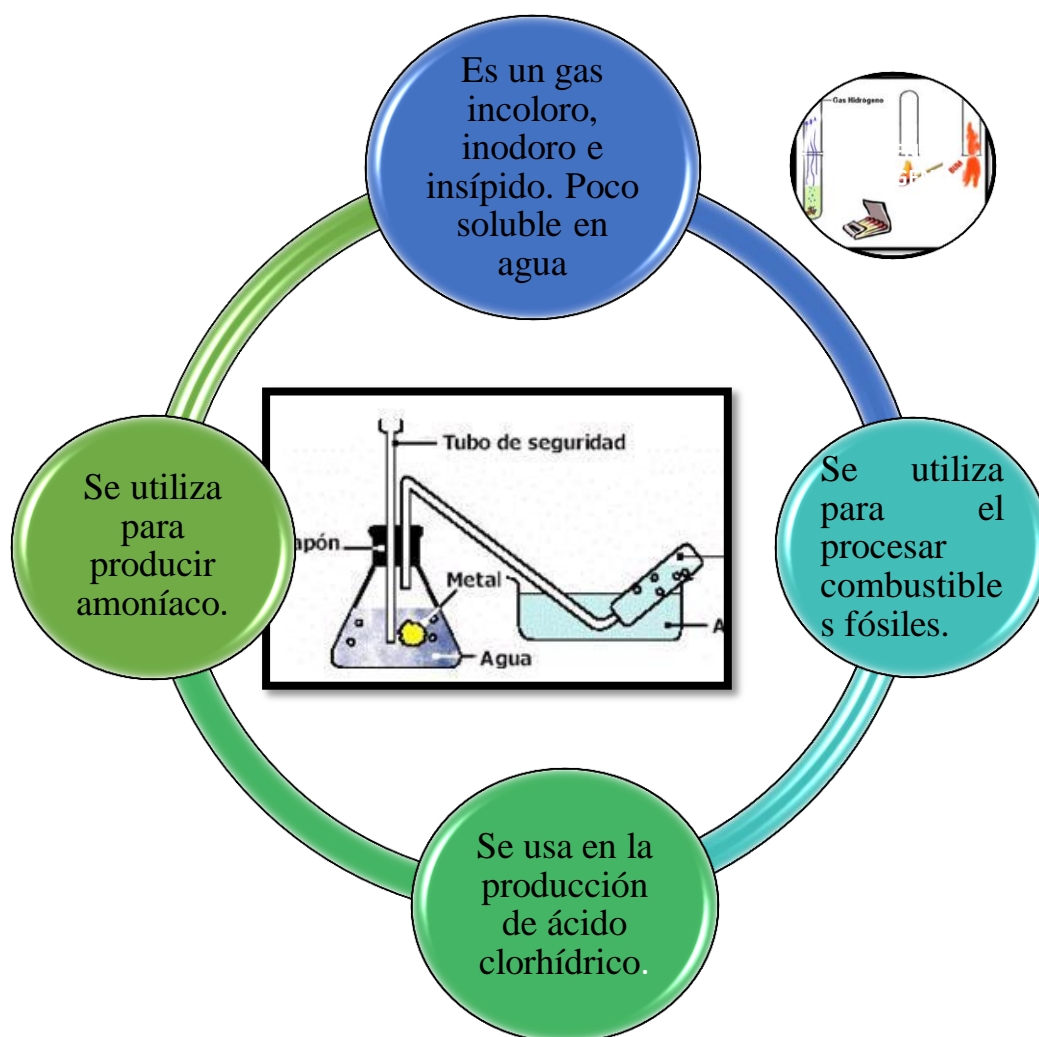 Es un gas
incoloro,
inodoro e
insípido. Poco
soluble en
agua
Gas Hidrógeno
Se utiliza
para el
procesar
combustible
s fósiles.
Se usa en la
producción
de ácido
clorhídrico.
Se utiliza
para
producir
amoníaco.
Tubo de seguridad
apón
Metal
Agua
A